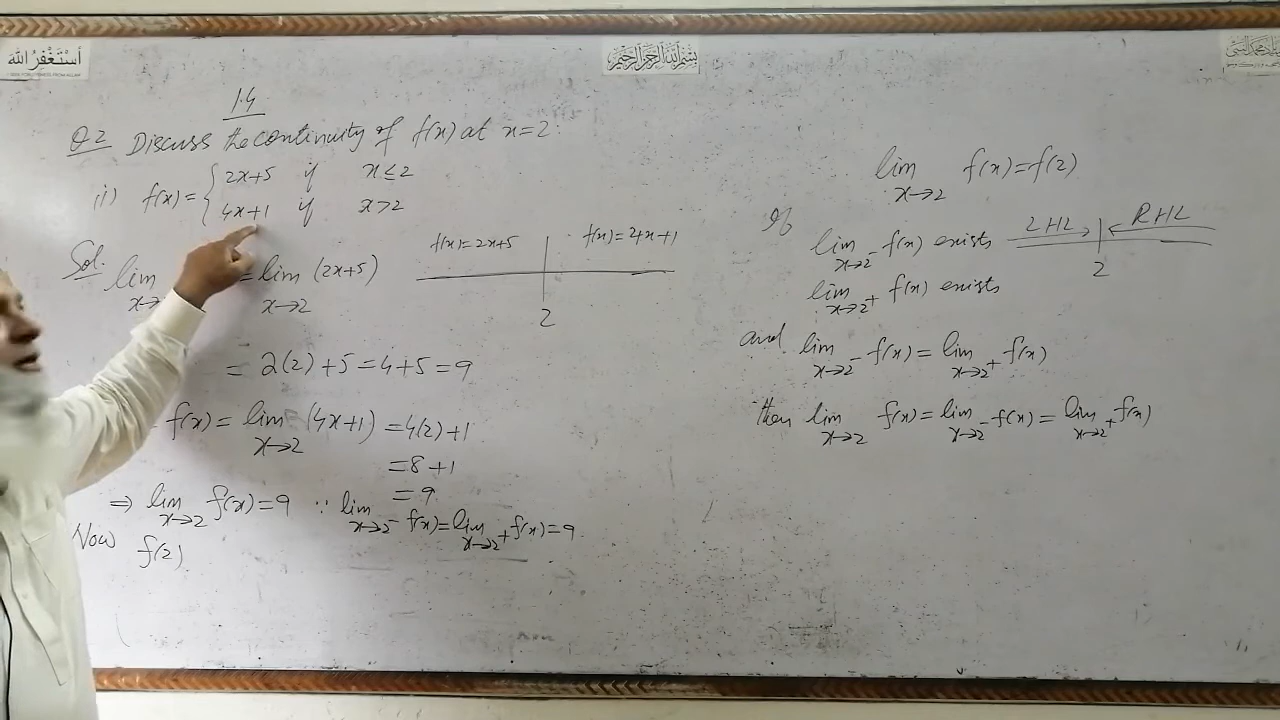 أستغفر الله
بسم الله الرحمن الرحيم
1.4
Q2 Discuss the continuity of f(x) at x=2.
ii) f(x) = { 2x+5 if x≤2
4x+1 if x>2
Sol. lim x→ = lim x→2 (2x+5)
f(x)=2x+5 f(x)=4x+1
2
= 2(2)+5 = 4+5 = 9
f(x) = lim x→2 (4x+1) = 4(2)+1
= 8+1
= 9
⇒ lim x→2 f(x) = 9 ∵ lim x→2⁻ f(x) = lim x→2⁺ f(x) = 9
Now f(2)
lim x→2 f(x) = f(2)
If lim x→2⁻ f(x) exists
LHL RHL
2
lim x→2⁺ f(x) exists
and lim x→2⁻ f(x) = lim x→2⁺ f(x)
then lim x→2 f(x) = lim x→2⁻ f(x) = lim x→2⁺ f(x)